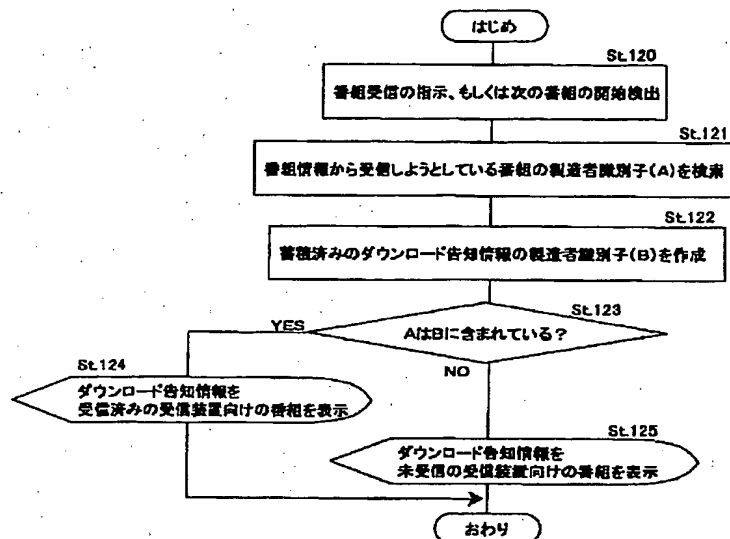 はじめ
St.120
番組受信の指示、もしくは次の番組の開始検出
St.121
番組情報から受信しようとしている番組の製造者識別子(A)を検索
St.122
蓄積済みのダウンロード告知情報の製造者識別子(B)を作成
St.123
AはBに含まれている?
YES
NO
St.124
ダウンロード告知情報を
受信済みの受信装置向けの番組を表示
St.125
ダウンロード告知情報を
未受信の受信装置向けの番組を表示
おわり